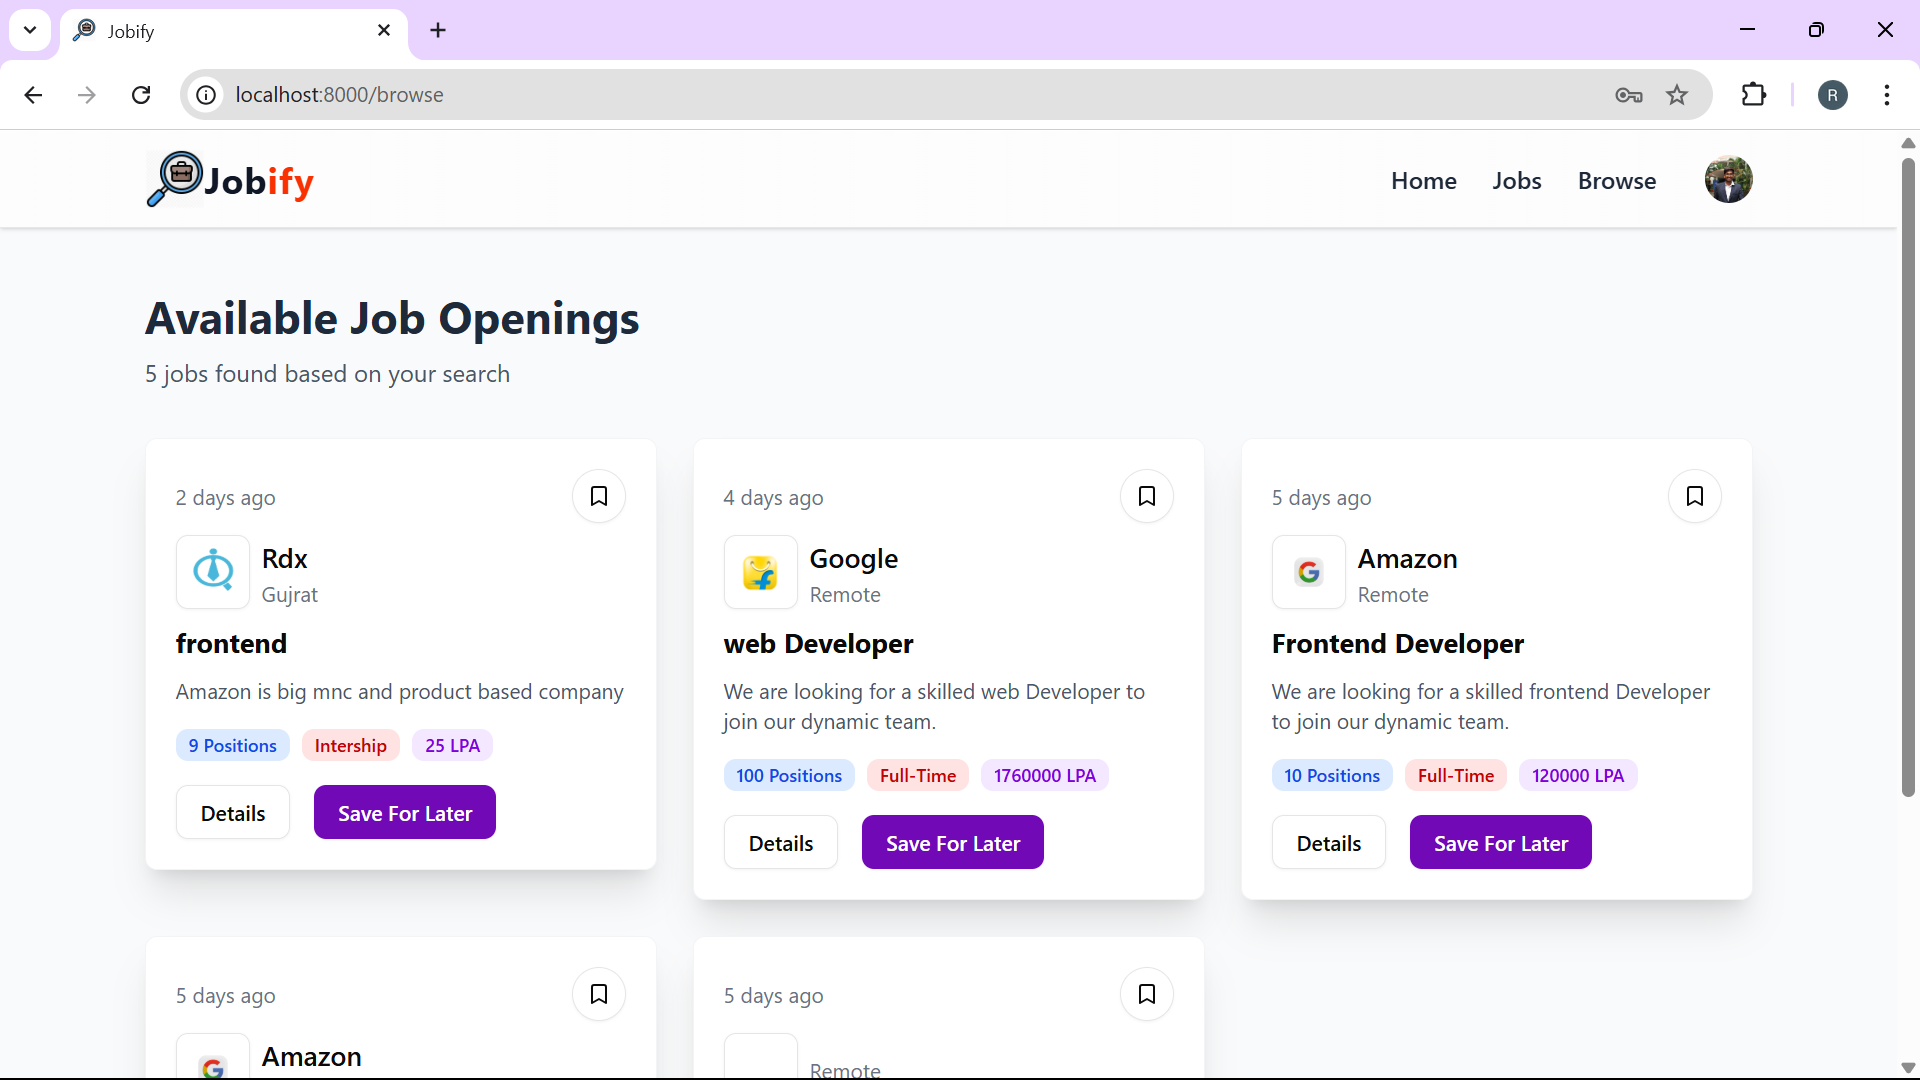 Jobify
localhost:8000/browse
R
Jobify
Home Jobs Browse
Available Job Openings
5 jobs found based on your search
2 days ago
Rdx
Gujrat
frontend
Amazon is big mnc and product based company
9 Positions Intership 25 LPA
Details Save For Later
4 days ago
Google
Remote
web Developer
We are looking for a skilled web Developer to
join our dynamic team.
100 Positions Full-Time 1760000 LPA
Details Save For Later
5 days ago
G
Amazon
Remote
Frontend Developer
We are looking for a skilled frontend Developer
to join our dynamic team.
10 Positions Full-Time 120000 LPA
Details Save For Later
5 days ago
G
Amazon
5 days ago
Remote